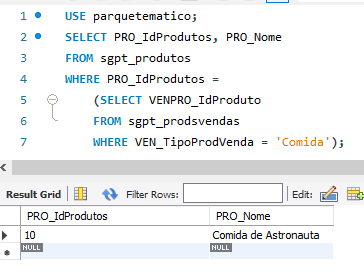 1 USE parquetematico;
2 SELECT PRO_IdProdutos, PRO_Nome
3 FROM sgpt_produtos
4 WHERE PRO_IdProdutos =
5 (SELECT VENPRO_IdProduto
6 FROM sgpt_prodsvendas
7 WHERE VEN_TipoProdVenda = 'Comida');
Result Grid Filter Rows: Edit:
PRO_IdProdutos PRO_Nome
10 Comida de Astronauta
NULL NULL